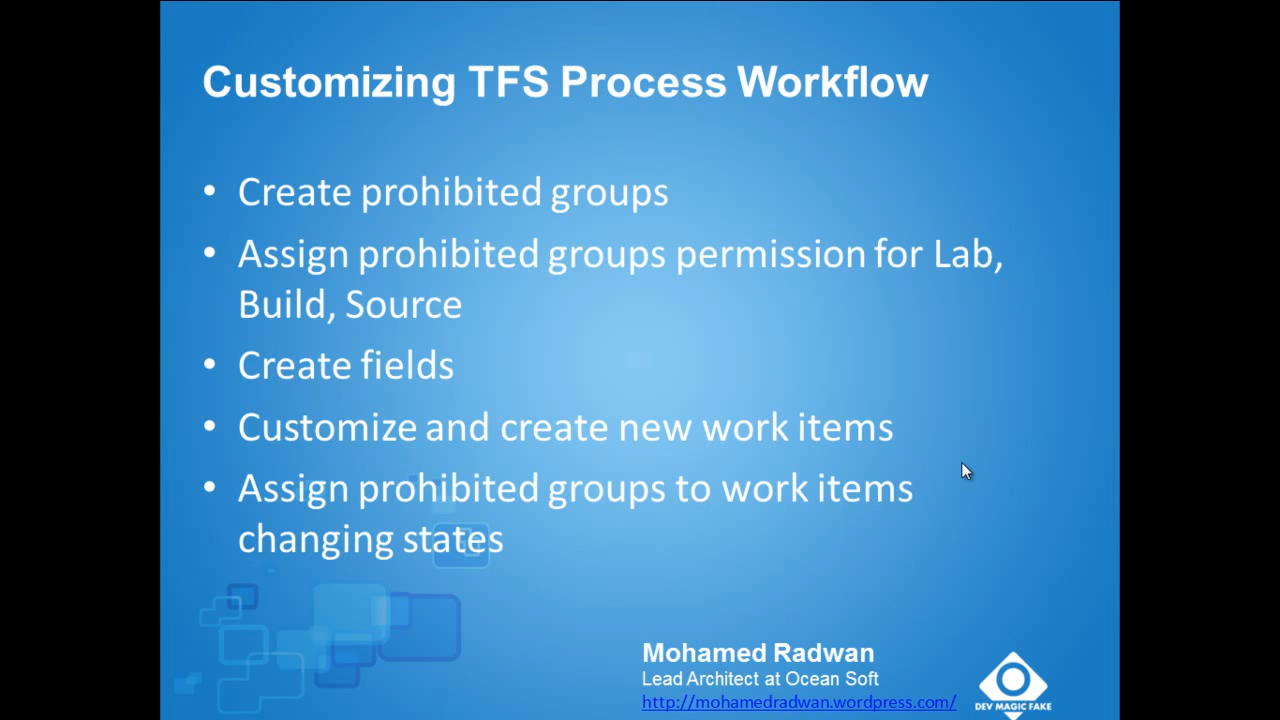 Customizing TFS Process Workflow
• Create prohibited groups
• Assign prohibited groups permission for Lab,
Build, Source
• Create fields
• Customize and create new work items
• Assign prohibited groups to work items
changing states
Mohamed Radwan
Lead Architect at Ocean Soft
http://mohamedradwan.wordpress.com/
DEV MAGIC FAKE